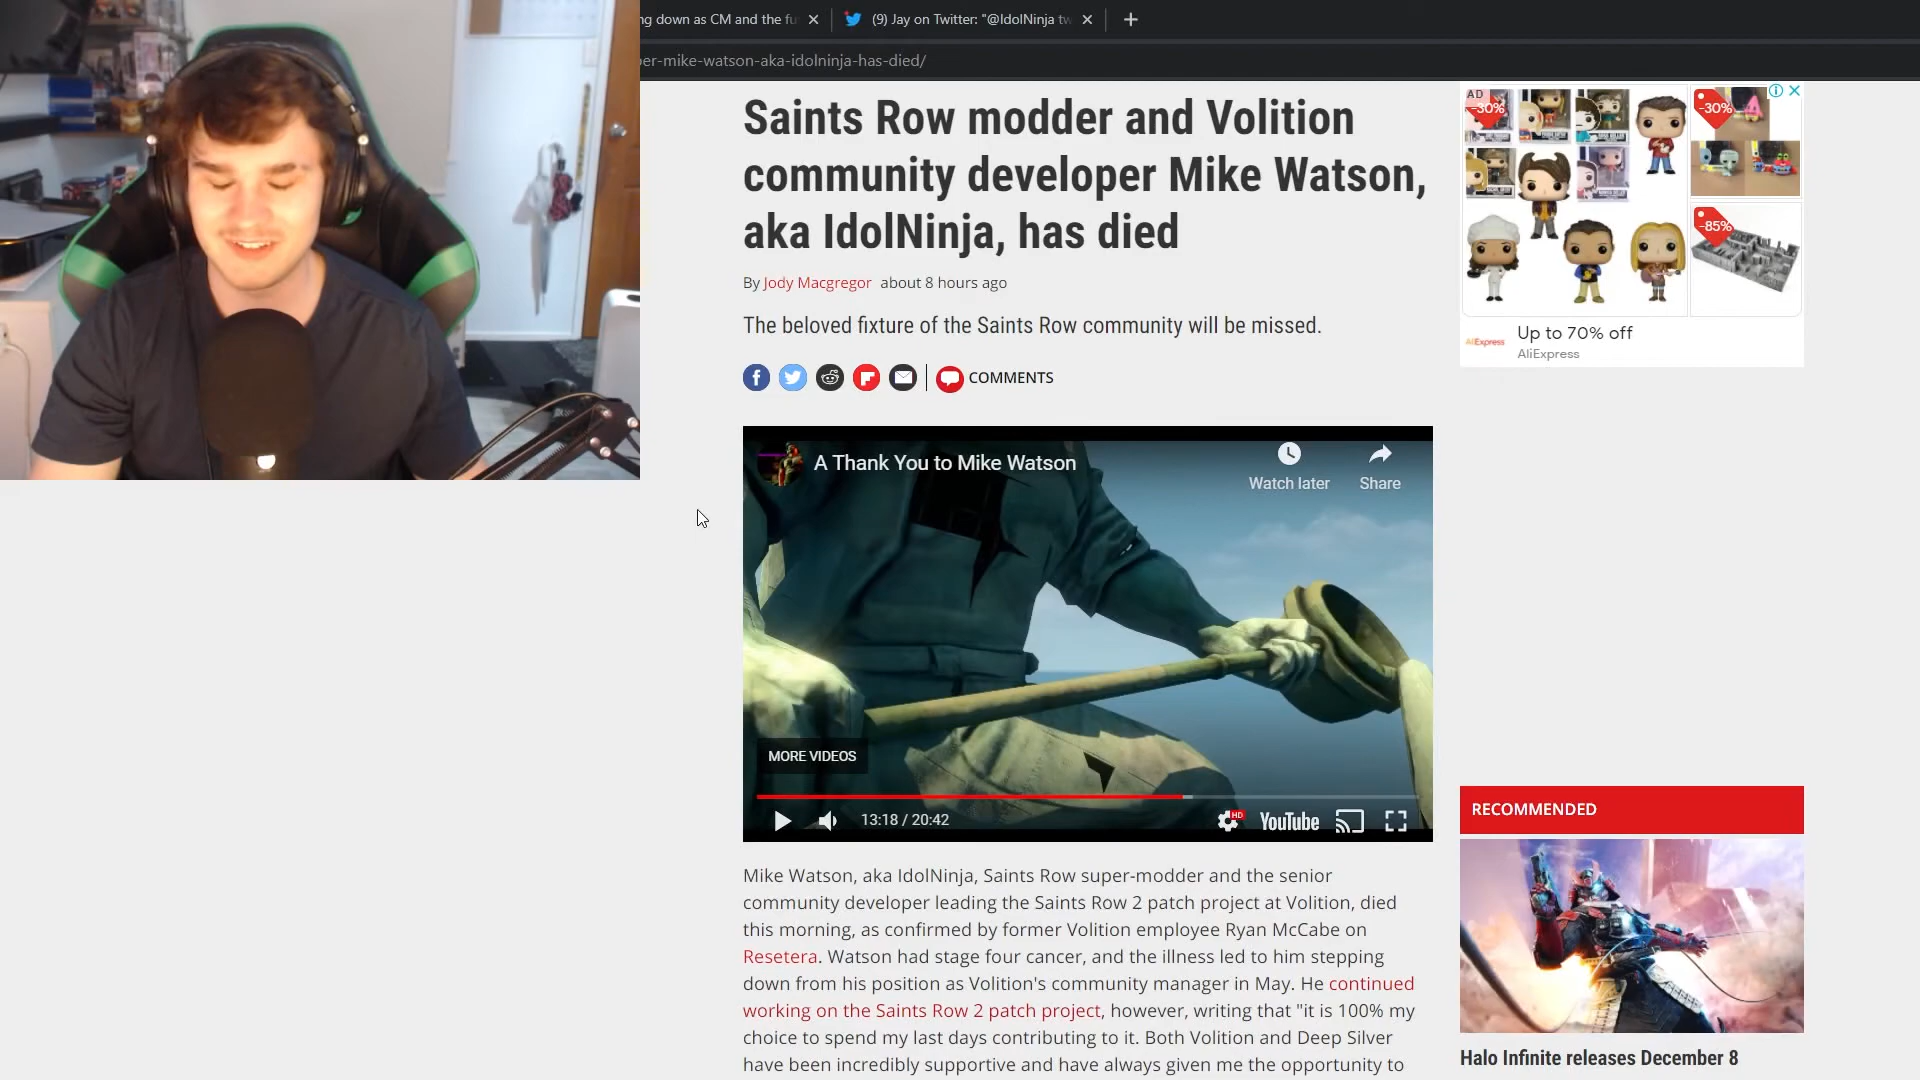 ng down as CM and the fu
(9) Jay on Twitter: "@IdolNinja tw
er-mike-watson-aka-idolninja-has-died/
Saints Row modder and Volition
community developer Mike Watson,
aka IdolNinja, has died
By Jody Macgregor about 8 hours ago
The beloved fixture of the Saints Row community will be missed.
COMMENTS
A Thank You to Mike Watson
Watch later
Share
MORE VIDEOS
13:18 / 20:42
HD
YouTube
Mike Watson, aka IdolNinja, Saints Row super-modder and the senior
community developer leading the Saints Row 2 patch project at Volition, died
this morning, as confirmed by former Volition employee Ryan McCabe on
Resetera. Watson had stage four cancer, and the illness led to him stepping
down from his position as Volition's community manager in May. He continued
working on the Saints Row 2 patch project, however, writing that "it is 100% my
choice to spend my last days contributing to it. Both Volition and Deep Silver
have been incredibly supportive and have always given me the opportunity to
AD
-30%
-30%
-85%
AliExpress
Up to 70% off
AliExpress
RECOMMENDED
Halo Infinite releases December 8